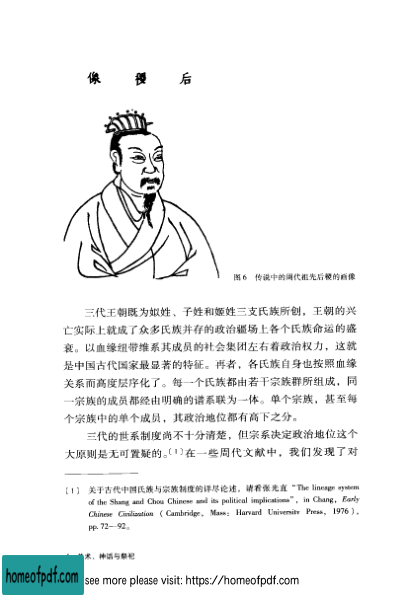 像 稷 后
图6 传说中的周代祖先后稷的画像
三代王朝既为姒姓、子姓和姬姓三支氏族所创，王朝的兴
亡实际上就成了众多氏族并存的政治疆场上各个氏族命运的盛
衰。以血缘纽带维系其成员的社会集团左右着政治权力，这就
是中国古代国家最显著的特征。再者，各氏族自身也按照血缘
关系而高度层序化了。每一个氏族都由若干宗族群所组成，同
一宗族的成员都经由明确的谱系联为一体。单个宗族，甚至每
个宗族中的单个成员，其政治地位都有高下之分。
三代的世系制度尚不十分清楚，但宗系决定政治地位这个
大原则是无可置疑的。〔1〕在一些周代文献中，我们发现了对
〔1〕 关于古代中国氏族与宗族制度的详尽论述，请看张光直 “The lineage system
of the Shang and Chou Chinese and its political implications”, in Chang, Early
Chinese Civilization (Cambridge, Mass: Harvard University Press, 1976),
pp. 72—92。
艺术、神话与祭祀
homeofpdf.com
see more please visit: https://homeofpdf.com